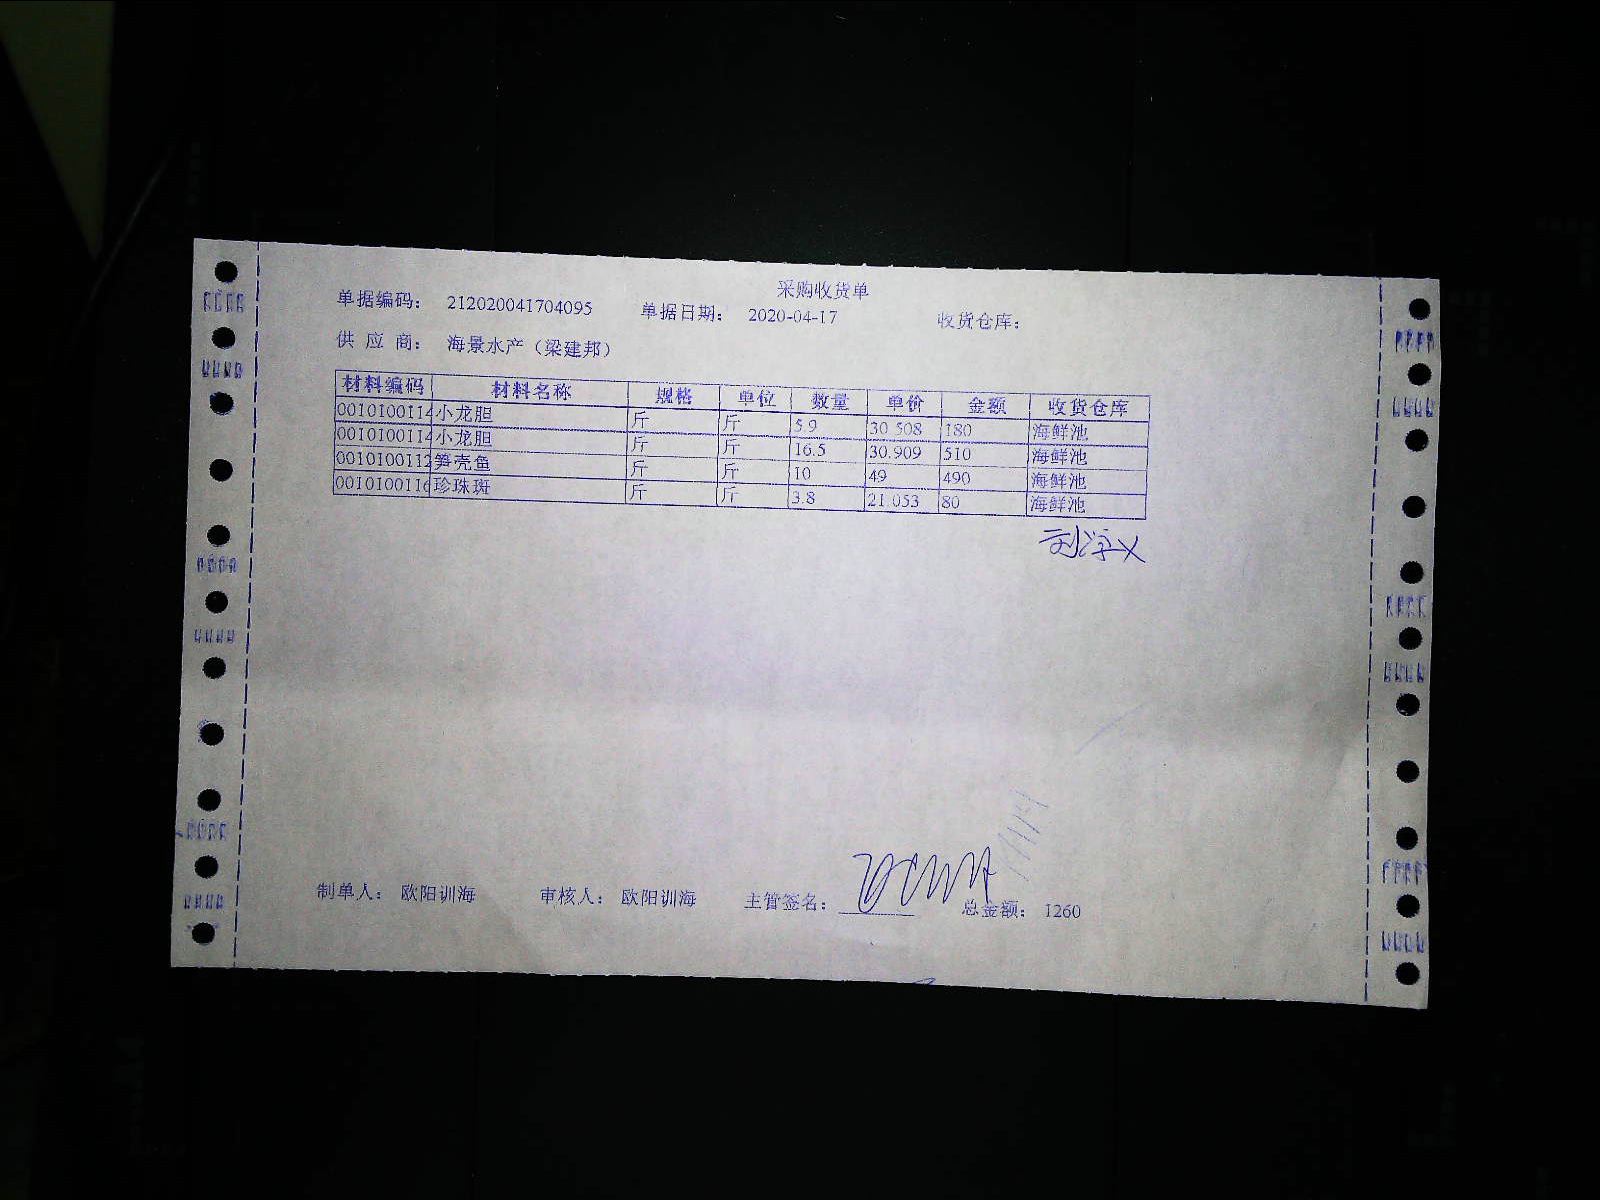 采购收货单
单据编码： 212020041704095 单据日期： 2020-04-17 收货仓库：
供 应 商： 海景水产（梁建邦）
材料编码 材料名称 规格 单位 数量 单价 金额 收货仓库
0010100114 小龙胆 斤 斤 5.9 30.508 180 海鲜池
0010100114 小龙胆 斤 斤 16.5 30.909 510 海鲜池
0010100112 笋壳鱼 斤 斤 10 49 490 海鲜池
0010100116 珍珠斑 斤 斤 3.8 21.053 80 海鲜池
制单人： 欧阳训海 审核人： 欧阳训海 主管签名： 总金额： 1260